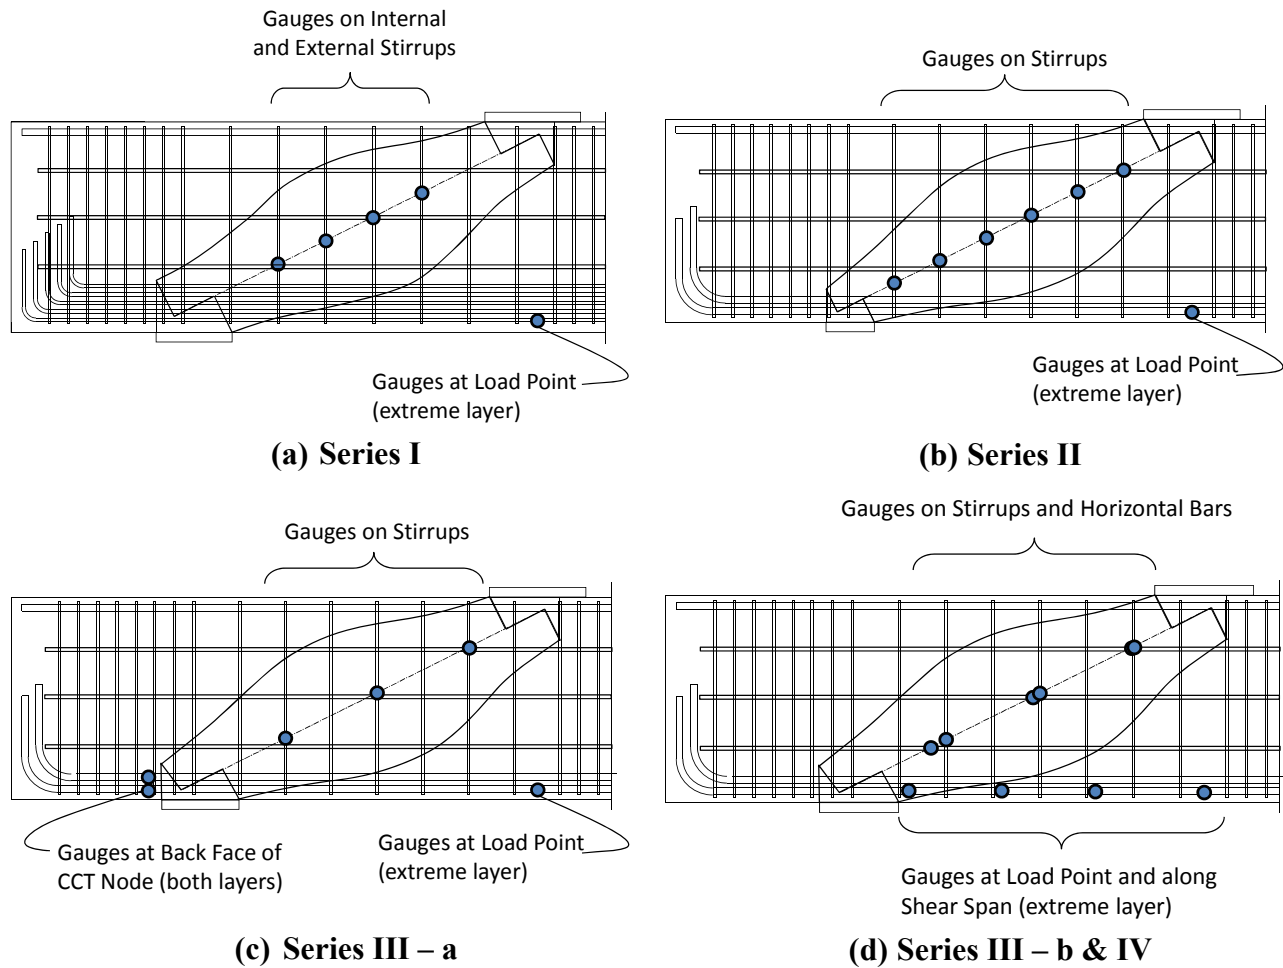 Gauges on Internal
and External Stirrups
Gauges at Load Point
(extreme layer)
(a) Series I
Gauges on Stirrups
Gauges at Load Point
(extreme layer)
(b) Series II
Gauges on Stirrups
Gauges at Back Face of
CCT Node (both layers)
Gauges at Load Point
(extreme layer)
(c) Series III – a
Gauges on Stirrups and Horizontal Bars
Gauges at Load Point and along
Shear Span (extreme layer)
(d) Series III – b & IV